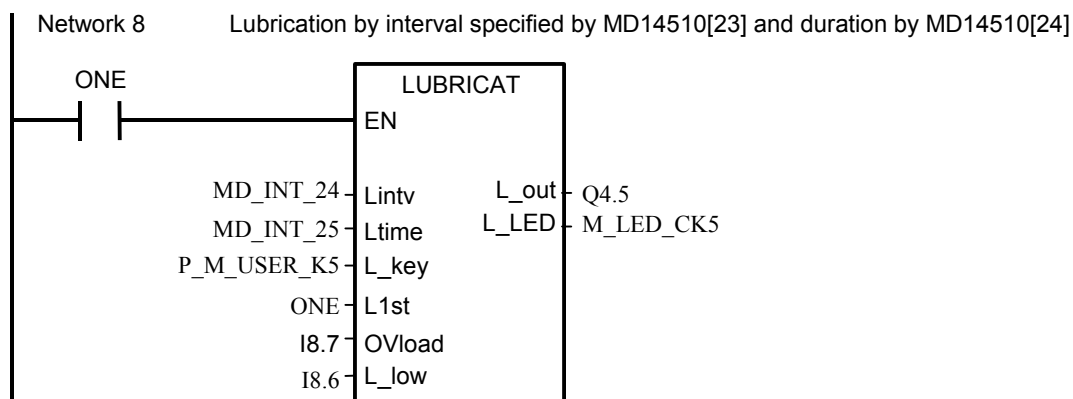 Network 8 Lubrication by interval specified by MD14510[23] and duration by MD14510[24]
ONE LUBRICAT
EN
MD_INT_24 Lintv L_out Q4.5
MD_INT_25 Ltime L_LED M_LED_CK5
P_M_USER_K5 L_key
ONE L1st
I8.7 OVload
I8.6 L_low